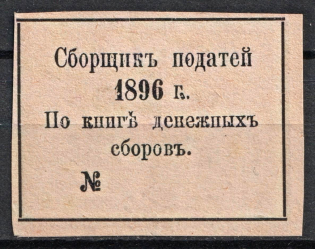 Сборщикъ податей
1896 г.
По книгѣ денежныхъ
сборовъ.
№